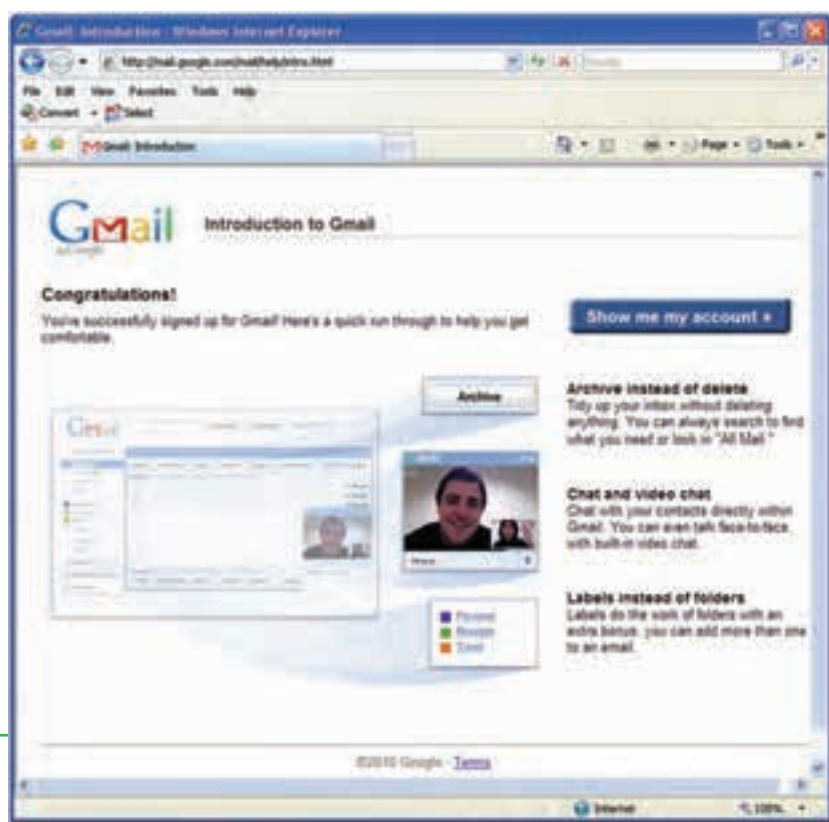 Gmail: Introduction - Windows Internet Explorer
http://mail.google.com/mail/help/intro.html
File Edit View Favorites Tools Help
Convert Select
Gmail: Introduction
Page Tools
Gmail
by Google
Introduction to Gmail
Congratulations!
You've successfully signed up for Gmail! Here's a quick run through to help you get
comfortable.
Show me my account »
Archive
Archive instead of delete
Tidy up your inbox without deleting
anything. You can always search to find
what you need or look in "All Mail."
Gmail
Chat and video chat
Chat with your contacts directly within
Gmail. You can even talk face-to-face
with built-in video chat.
Labels instead of folders
Labels do the work of folders with an
extra bonus: you can add more than one
to an email.
Personal
Receipts
Travel
©2010 Google - Terms
Internet
100%